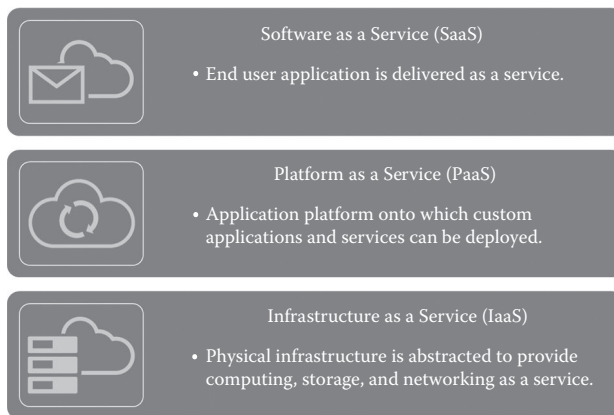 Software as a Service (SaaS)
• End user application is delivered as a service.
Platform as a Service (PaaS)
• Application platform onto which custom
applications and services can be deployed.
Infrastructure as a Service (IaaS)
• Physical infrastructure is abstracted to provide
computing, storage, and networking as a service.